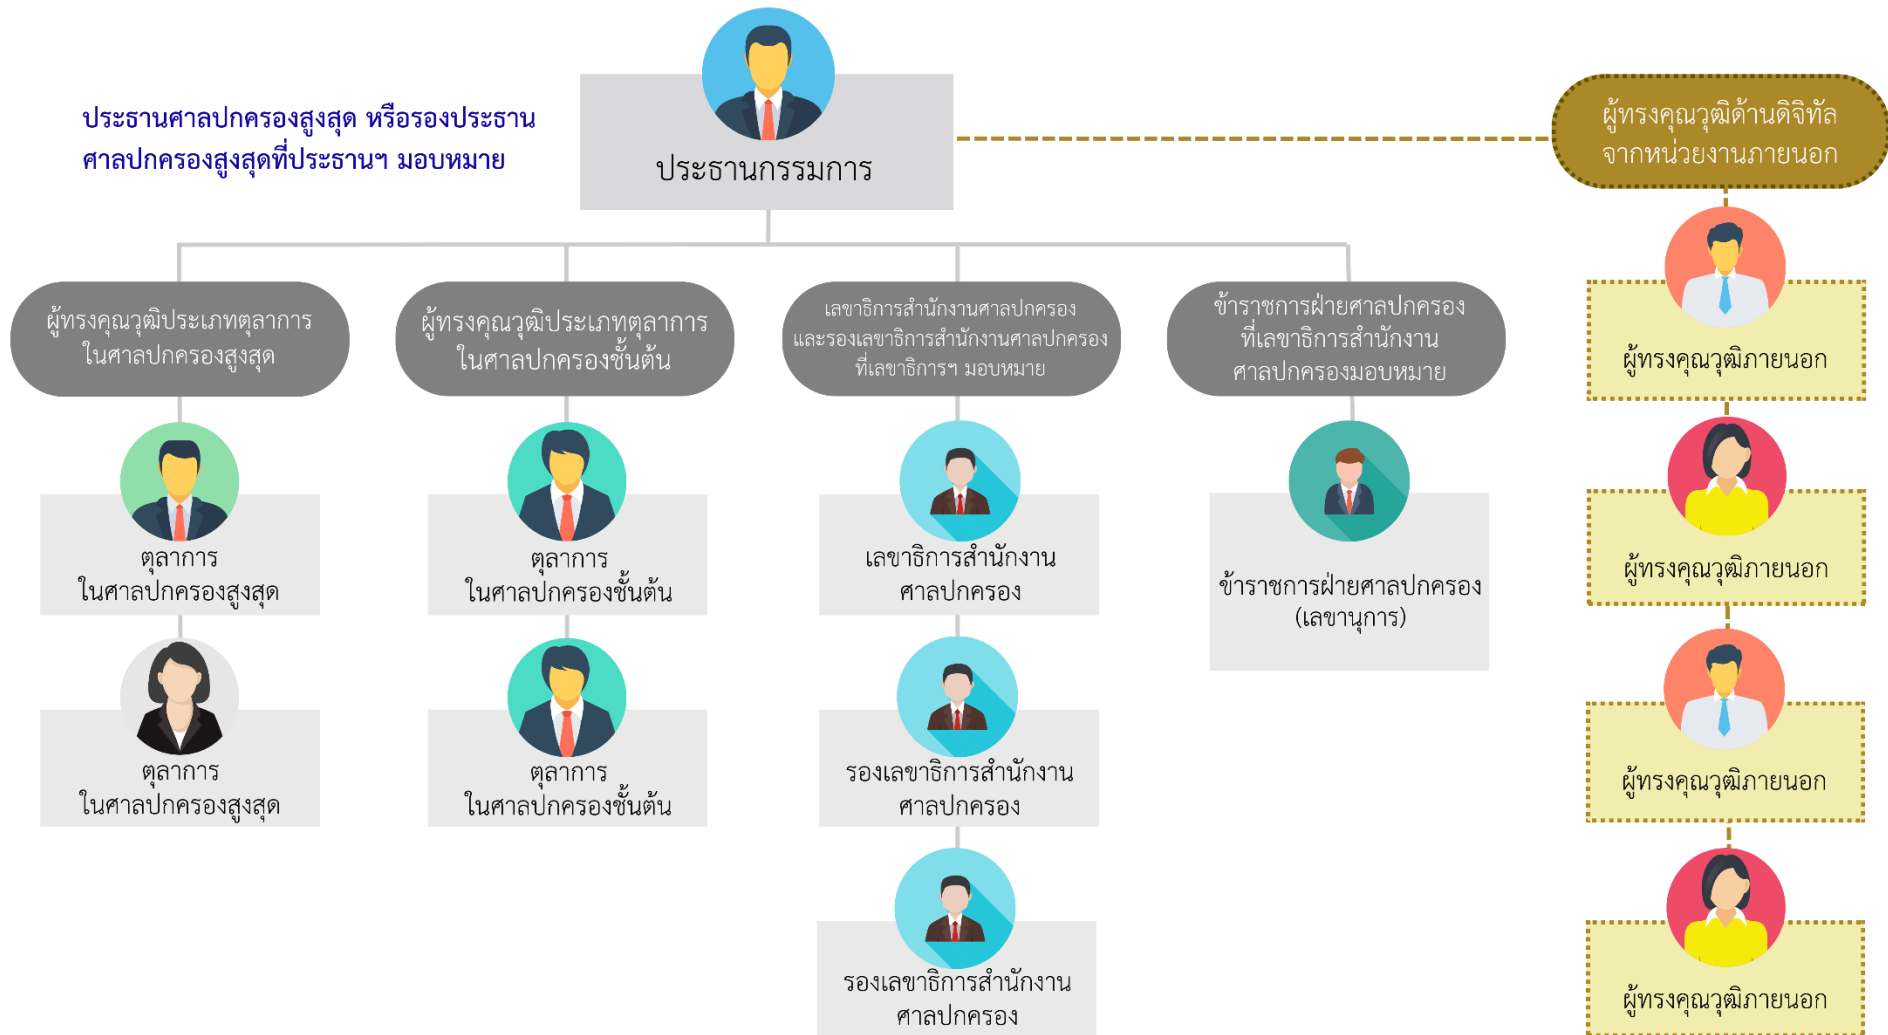 ประธานศาลปกครองสูงสุด หรือรองประธาน
ศาลปกครองสูงสุดที่ประธานฯ มอบหมาย
ประธานกรรมการ
ผู้ทรงคุณวุฒิด้านดิจิทัล
จากหน่วยงานภายนอก
ผู้ทรงคุณวุฒิประเภทตุลาการ
ในศาลปกครองสูงสุด
ตุลาการ
ในศาลปกครองสูงสุด
ตุลาการ
ในศาลปกครองสูงสุด
ผู้ทรงคุณวุฒิประเภทตุลาการ
ในศาลปกครองชั้นต้น
ตุลาการ
ในศาลปกครองชั้นต้น
ตุลาการ
ในศาลปกครองชั้นต้น
เลขาธิการสำนักงานศาลปกครอง
และรองเลขาธิการสำนักงานศาลปกครอง
ที่เลขาธิการฯ มอบหมาย
เลขาธิการสำนักงาน
ศาลปกครอง
รองเลขาธิการสำนักงาน
ศาลปกครอง
รองเลขาธิการสำนักงาน
ศาลปกครอง
ข้าราชการฝ่ายศาลปกครอง
ที่เลขาธิการสำนักงาน
ศาลปกครองมอบหมาย
ข้าราชการฝ่ายศาลปกครอง
(เลขานุการ)
ผู้ทรงคุณวุฒิภายนอก
ผู้ทรงคุณวุฒิภายนอก
ผู้ทรงคุณวุฒิภายนอก
ผู้ทรงคุณวุฒิภายนอก